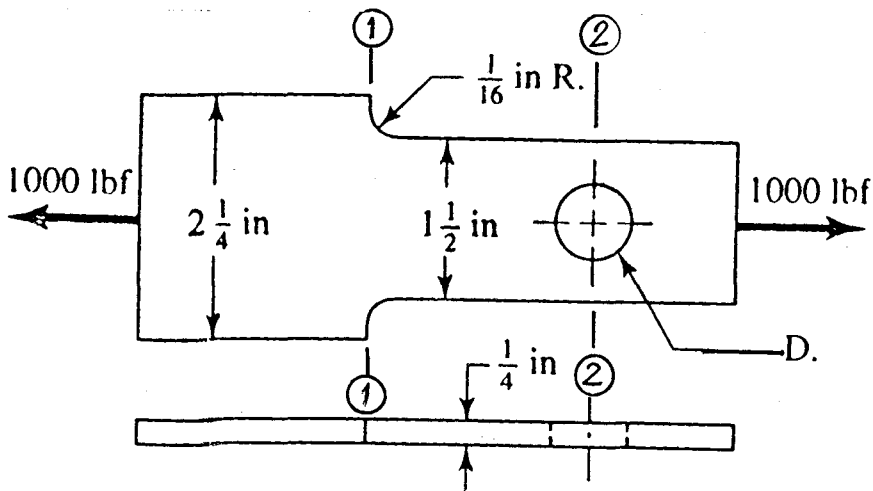 ① ②
1/16 in R.
1000 lbf
1000 lbf
2 1/4 in
1 1/2 in
D.
1/4 in
① ②